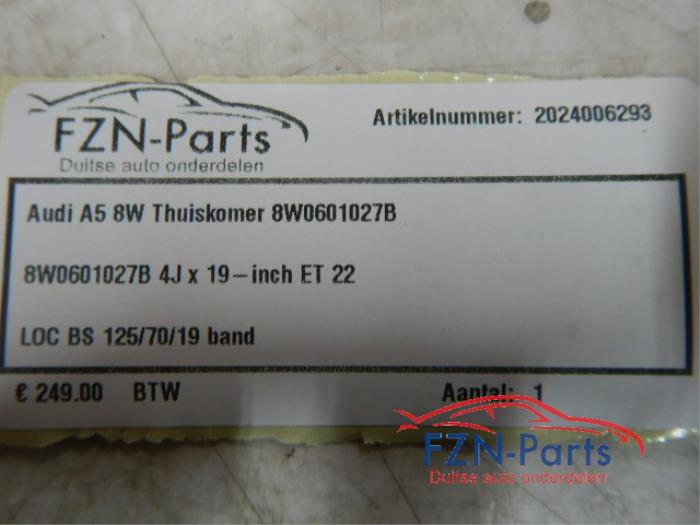 FZN-Parts
Duitse auto onderdelen
Artikelnummer: 2024006293
Audi A5 8W Thuiskomer 8W0601027B
8W0601027B 4J x 19-inch ET 22
LOC BS 125/70/19 band
€ 249.00 BTW
Aantal: 1
FZN-Parts
Duitse auto onderdelen